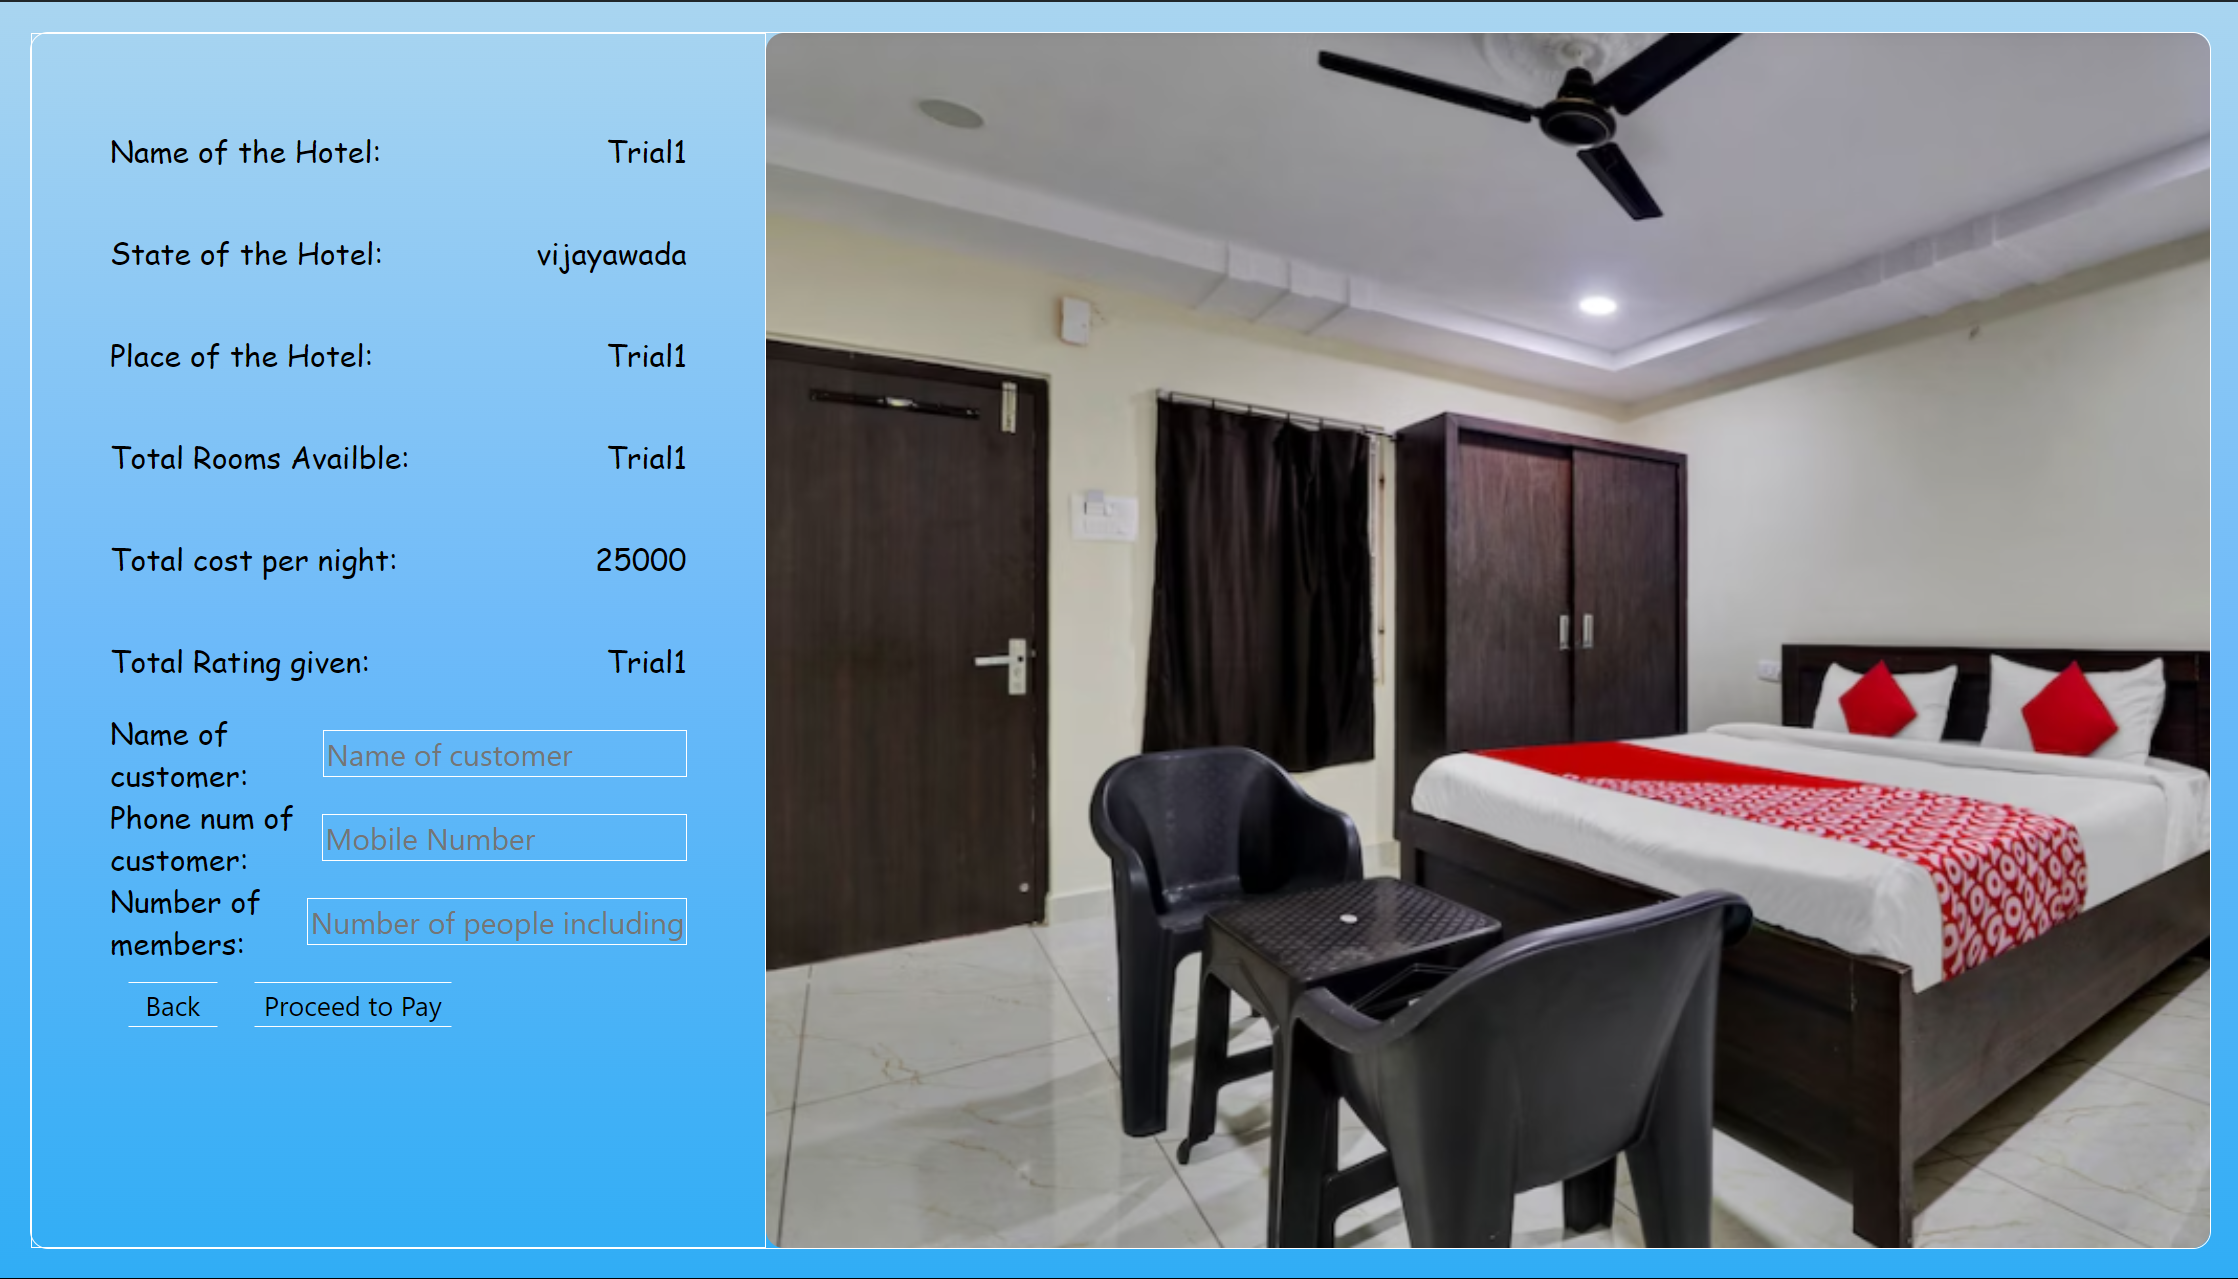 Name of the Hotel: Trial1
State of the Hotel: vijayawada
Place of the Hotel: Trial1
Total Rooms Availble: Trial1
Total cost per night: 25000
Total Rating given: Trial1
Name of
customer:
Name of customer
Phone num of
customer:
Mobile Number
Number of
members:
Number of people including
Back Proceed to Pay